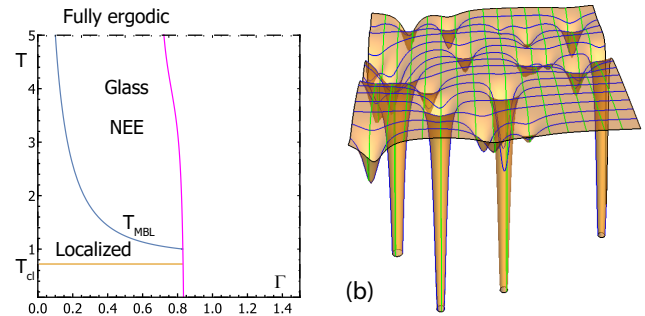 Fully ergodic
5
T
Glass
4
NEE
3
2
T_MBL
1
Localized
T_cl
Γ
0.0 0.2 0.4 0.6 0.8 1.0 1.2 1.4
(b)